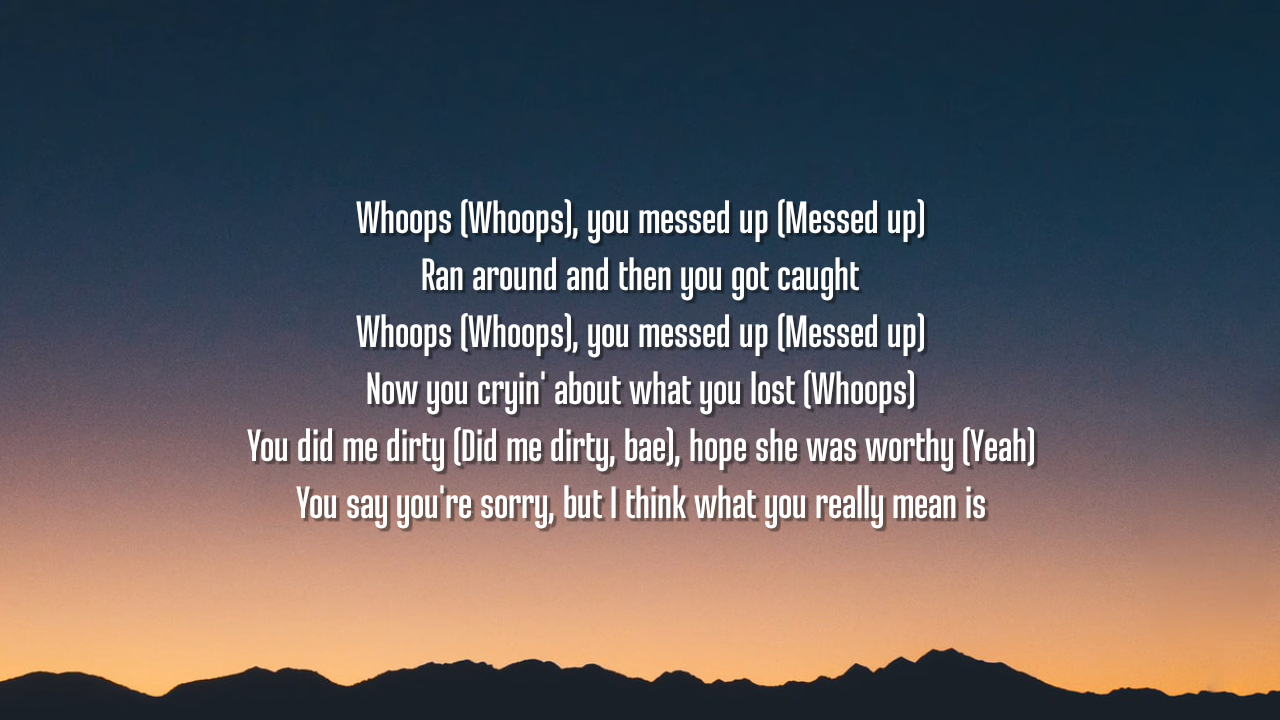 Whoops (Whoops), you messed up (Messed up)
Ran around and then you got caught
Whoops (Whoops), you messed up (Messed up)
Now you cryin' about what you lost (Whoops)
You did me dirty (Did me dirty, bae), hope she was worthy (Yeah)
You say you're sorry, but I think what you really mean is